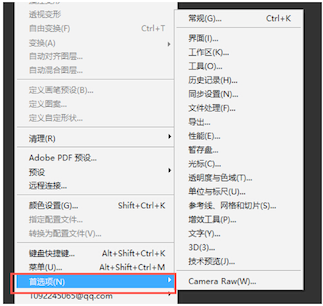 透视变形
自由变换(F) Ctrl+T
变换(A)
自动对齐图层...
自动混合图层...
定义画笔预设(B)...
定义图案...
定义自定形状...
清理(R)
Adobe PDF 预设...
预设
远程连接...
颜色设置(G)... Shift+Ctrl+K
指定配置文件...
转换为配置文件(V)...
键盘快捷键... Alt+Shift+Ctrl+K
菜单(U)... Alt+Shift+Ctrl+M
首选项(N)
1092245065@qq.com
常规(G)... Ctrl+K
界面(I)...
工作区(K)...
工具(O)...
历史记录(H)...
同步设置(N)...
文件处理(F)...
导出...
性能(E)...
暂存盘...
光标(C)...
透明度与色域(T)...
单位与标尺(U)...
参考线、网格和切片(S)...
增效工具(P)...
文字(Y)...
3D(3)...
技术预览(J)...
Camera Raw(W)...